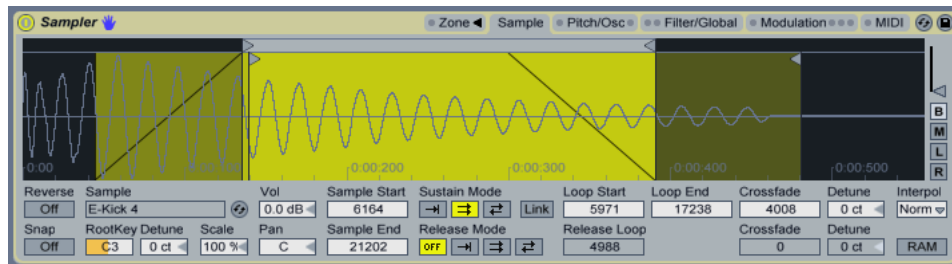 Sampler Zone Sample Pitch/Osc Filter/Global Modulation MIDI
0:00 0:00:200 0:00:300 0:00:400 0:00:500
B
M
L
R
Reverse Sample Vol Sample Start Sustain Mode Loop Start Loop End Crossfade Detune Interpol
Off E-Kick 4 0.0 dB 6164 Link 5971 17238 4008 0 ct Norm
Snap RootKey Detune Scale Pan Sample End Release Mode Release Loop Crossfade Detune
Off C3 0 ct 100 % C 21202 OFF 4988 0 0 ct RAM